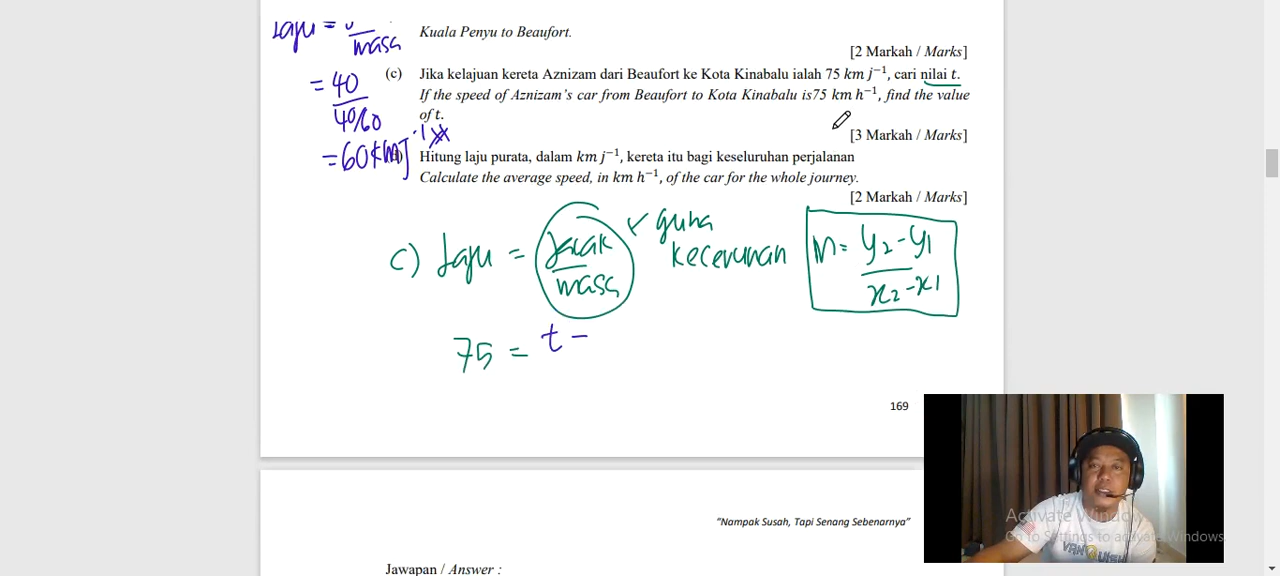 Laju =
masa
Kuala Penyu to Beaufort.
[2 Markah / Marks]
(c) Jika kelajuan kereta Aznizam dari Beaufort ke Kota Kinabalu ialah 75 km j⁻¹, cari nilai t.
If the speed of Aznizam's car from Beaufort to Kota Kinabalu is75 km h⁻¹, find the value
of t.
= 40
40/60
[3 Markah / Marks]
= 60 kmj⁻¹
Hitung laju purata, dalam km j⁻¹, kereta itu bagi keseluruhan perjalanan
Calculate the average speed, in km h⁻¹, of the car for the whole journey.
[2 Markah / Marks]
c) Laju = Jarak
masa
guna
kecerunan
m = y₂ - y₁
x₂ - x₁
75 = t -
169
"Nampak Susah, Tapi Senang Sebenarnya"
Jawapan / Answer :
Activate Windows
Go to Settings to activate Windows